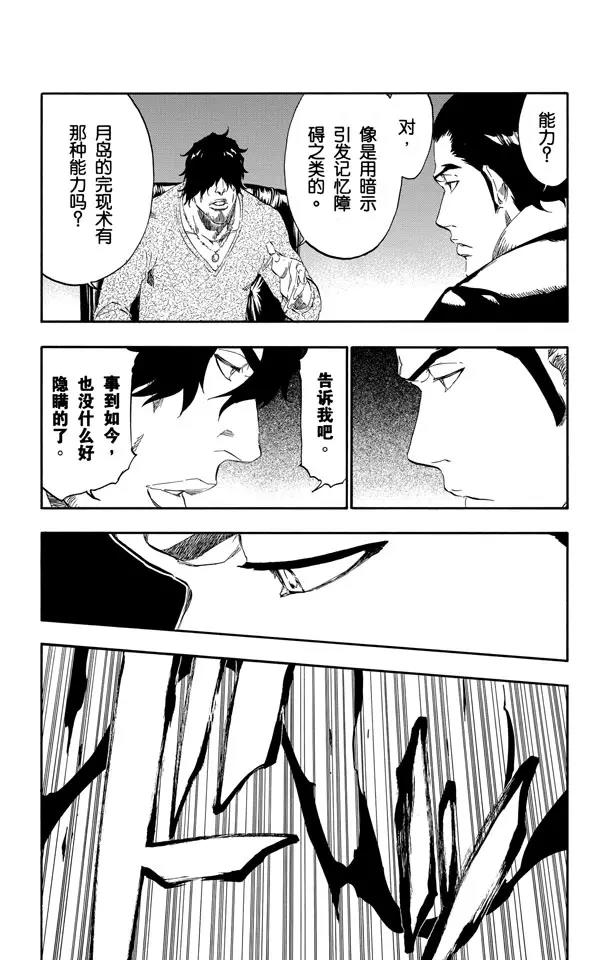 能力？
对，
像是用暗示
引发记忆障
碍之类的。
月岛的完现术有
那种能力吗？
告诉我吧。
事到如今，
也没什么好
隐瞒的了。